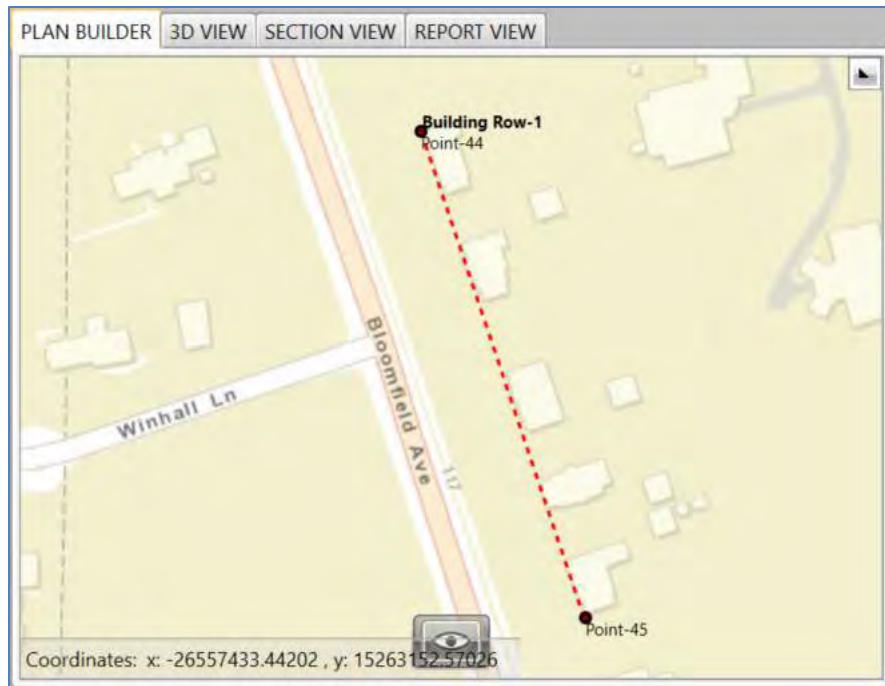 PLAN BUILDER 3D VIEW SECTION VIEW REPORT VIEW
Building Row-1
Point-44
Bloomfield Ave
Winhall Ln
117
Point-45
Coordinates: x: -26557433.44202 , y: 15263152.57026